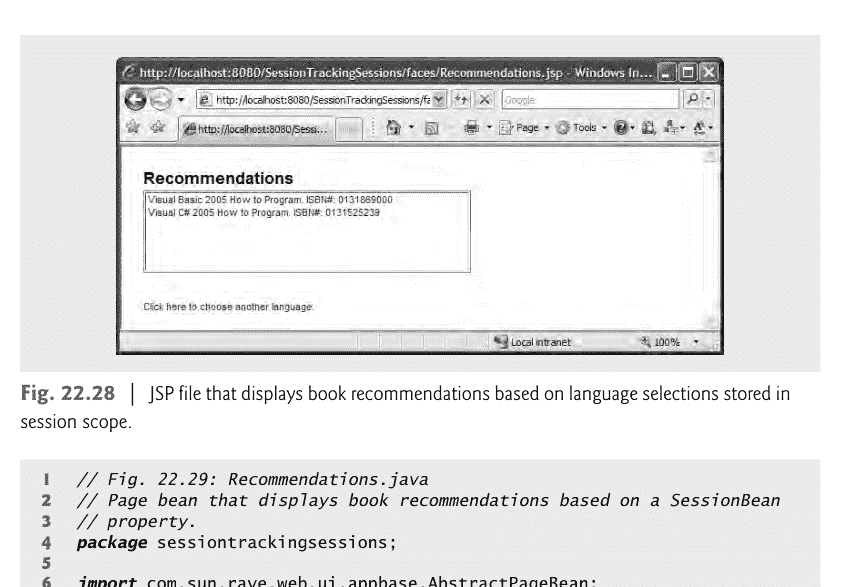 http://localhost:8080/SessionTrackingSessions/faces/Recommendations.jsp - Windows In...
http://localhost:8080/SessionTrackingSessions/fa
Google
http://localhost:8080/Sessi...
Page
Tools
Recommendations
Visual Basic 2005 How to Program. ISBN#: 0131869000
Visual C# 2005 How to Program. ISBN#: 0131525239
Click here to choose another language.
Local intranet
100%
Fig. 22.28 | JSP file that displays book recommendations based on language selections stored in
session scope.
1 // Fig. 22.29: Recommendations.java
2 // Page bean that displays book recommendations based on a SessionBean
3 // property.
4 package sessiontrackingsessions;
5
6 import com.sun.rave.web.ui.appbase.AbstractPageBean;